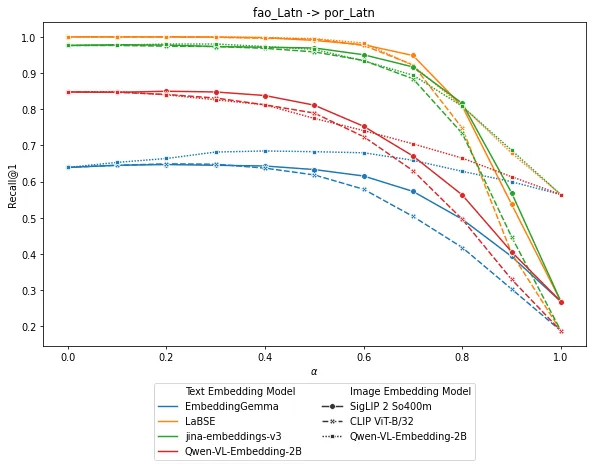 fao_Latn -> por_Latn
Recall@1
1.0
0.9
0.8
0.7
0.6
0.5
0.4
0.3
0.2
0.0 0.2 0.4 0.6 0.8 1.0
α
Text Embedding Model Image Embedding Model
EmbeddingGemma SigLIP 2 So400m
LaBSE CLIP ViT-B/32
jina-embeddings-v3 Qwen-VL-Embedding-2B
Qwen-VL-Embedding-2B